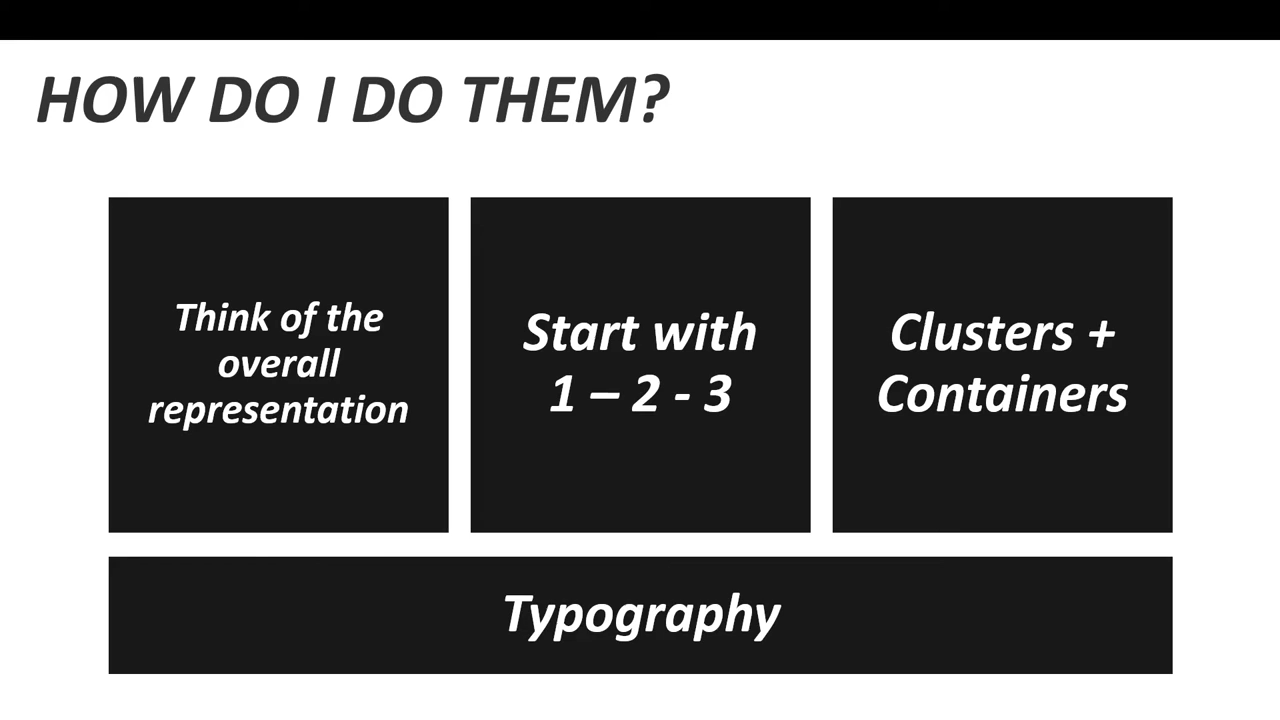 HOW DO I DO THEM?
Think of the
overall
representation
Start with
1 – 2 - 3
Clusters +
Containers
Typography